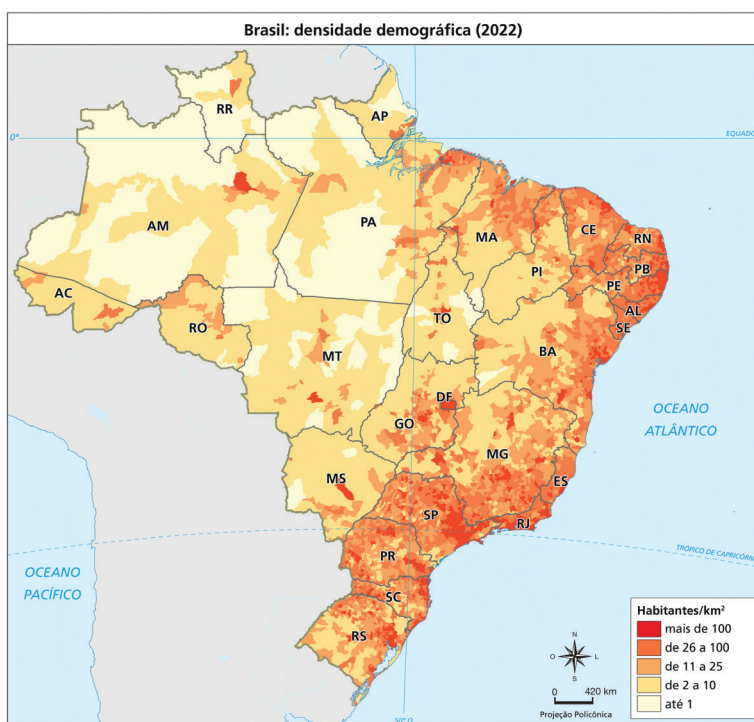 Brasil: densidade demográfica (2022)
RR
AP
0°
EQUADO
AM
PA
MA
CE
RN
PB
PI
PE
AC
AL
TO
SE
RO
MT
BA
DF
GO
OCEANO
ATLÂNTICO
MG
MS
ES
SP
RJ
PR
TRÓPICO DE CAPRICÓRN
OCEANO
PACÍFICO
SC
RS
Habitantes/km²
mais de 100
de 26 a 100
de 11 a 25
de 2 a 10
até 1
N
O L
S
0 420 km
Projeção Policônica
50° O